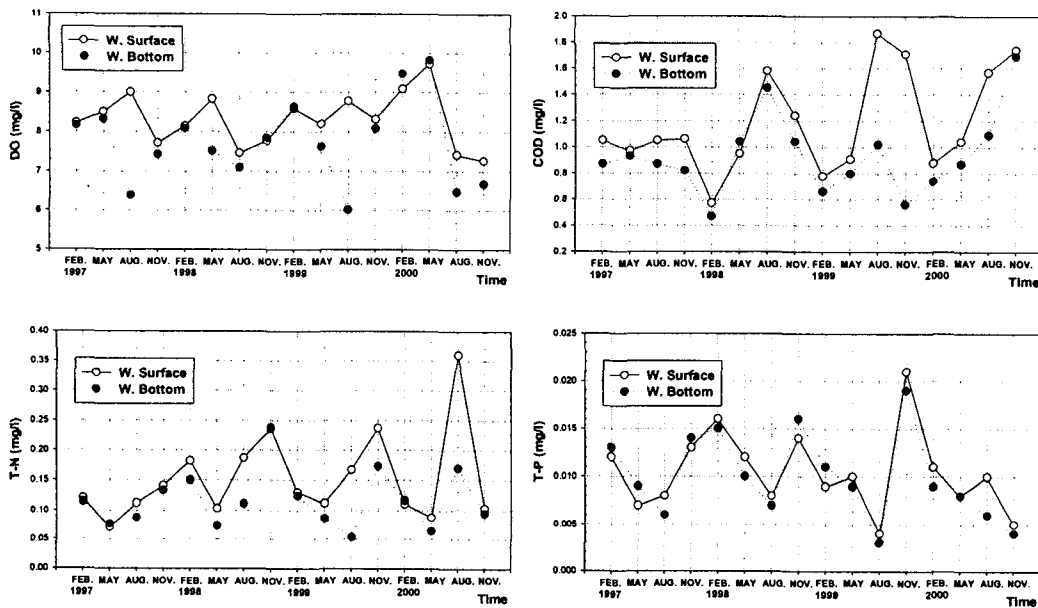 11
10
9
8
7
6
5
DO (mg/l)
W. Surface
W. Bottom
FEB. MAY AUG. NOV. FEB. MAY AUG. NOV. FEB. MAY AUG. NOV. FEB. MAY AUG. NOV.
1997 1998 1999 2000
Time
2.0
1.8
1.6
1.4
1.2
1.0
0.8
0.6
0.4
0.2
COD (mg/l)
W. Surface
W. Bottom
FEB. MAY AUG. NOV. FEB. MAY AUG. NOV. FEB. MAY AUG. NOV. FEB. MAY AUG. NOV.
1997 1998 1999 2000
Time
0.40
0.35
0.30
0.25
0.20
0.15
0.10
0.05
0.00
T-N (mg/l)
W. Surface
W. Bottom
FEB. MAY AUG. NOV. FEB. MAY AUG. NOV. FEB. MAY AUG. NOV. FEB. MAY AUG. NOV.
1997 1998 1999 2000
Time
0.025
0.020
0.015
0.010
0.005
0.000
T-P (mg/l)
W. Surface
W. Bottom
FEB. MAY AUG. NOV. FEB. MAY AUG. NOV. FEB. MAY AUG. NOV. FEB. MAY AUG. NOV.
1997 1998 1999 2000
Time